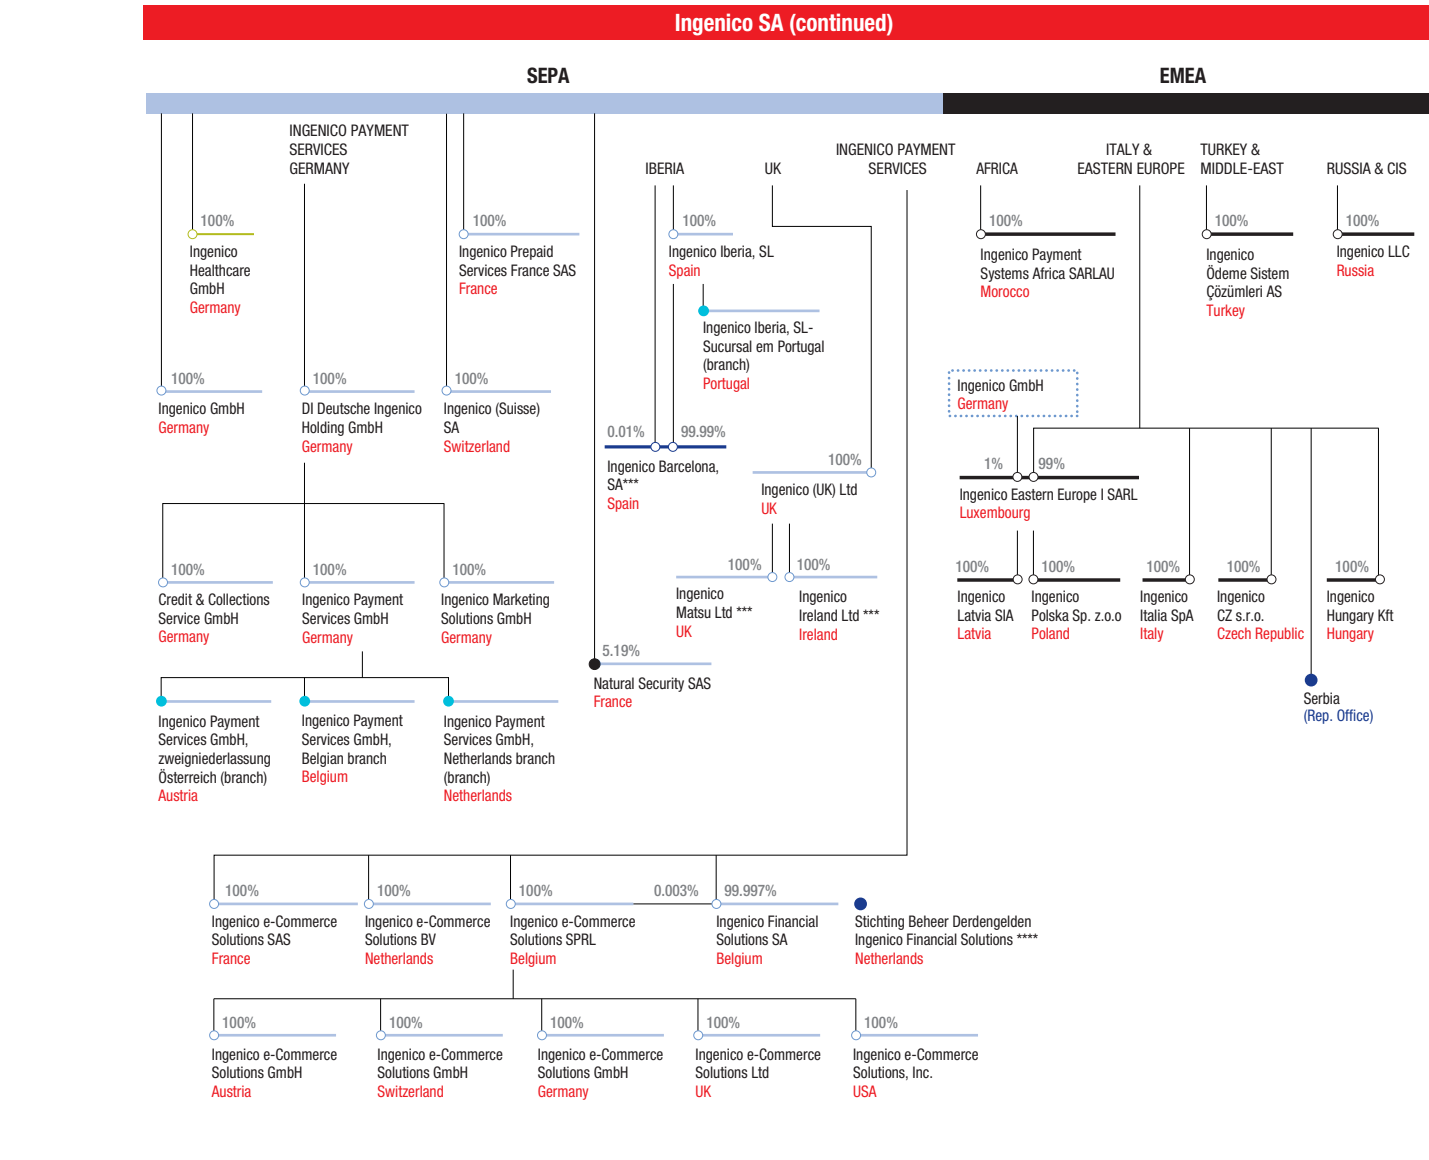 Ingenico SA (continued)
SEPA
EMEA
INGENICO PAYMENT
SERVICES
GERMANY
IBERIA
UK
INGENICO PAYMENT
SERVICES
AFRICA
ITALY &
EASTERN EUROPE
TURKEY &
MIDDLE-EAST
RUSSIA & CIS
100%
Ingenico
Healthcare
GmbH
Germany
100%
Ingenico Prepaid
Services France SAS
France
100%
Ingenico Iberia, SL
Spain
Ingenico Iberia, SL-
Sucursal em Portugal
(branch)
Portugal
100%
Ingenico Payment
Systems Africa SARLAU
Morocco
100%
Ingenico
Ödeme Sistem
Çözümleri AS
Turkey
100%
Ingenico LLC
Russia
100%
Ingenico GmbH
Germany
100%
DI Deutsche Ingenico
Holding GmbH
Germany
100%
Ingenico (Suisse)
SA
Switzerland
0.01%
99.99%
Ingenico Barcelona,
SA***
Spain
100%
Ingenico (UK) Ltd
UK
Ingenico GmbH
Germany
1%
99%
Ingenico Eastern Europe I SARL
Luxembourg
100%
Credit & Collections
Service GmbH
Germany
100%
Ingenico Payment
Services GmbH
Germany
100%
Ingenico Marketing
Solutions GmbH
Germany
100%
Ingenico
Matsu Ltd ***
UK
100%
Ingenico
Ireland Ltd ***
Ireland
100%
Ingenico
Latvia SIA
Latvia
100%
Ingenico
Polska Sp. z.o.o
Poland
100%
Ingenico
Italia SpA
Italy
100%
Ingenico
CZ s.r.o.
Czech Republic
100%
Ingenico
Hungary Kft
Hungary
5.19%
Natural Security SAS
France
Serbia
(Rep. Office)
Ingenico Payment
Services GmbH,
zweigniederlassung
Österreich (branch)
Austria
Ingenico Payment
Services GmbH,
Belgian branch
Belgium
Ingenico Payment
Services GmbH,
Netherlands branch
(branch)
Netherlands
100%
Ingenico e-Commerce
Solutions SAS
France
100%
Ingenico e-Commerce
Solutions BV
Netherlands
100%
Ingenico e-Commerce
Solutions SPRL
Belgium
0.003%
99.997%
Ingenico Financial
Solutions SA
Belgium
Stichting Beheer Derdengelden
Ingenico Financial Solutions ****
Netherlands
100%
Ingenico e-Commerce
Solutions GmbH
Austria
100%
Ingenico e-Commerce
Solutions GmbH
Switzerland
100%
Ingenico e-Commerce
Solutions GmbH
Germany
100%
Ingenico e-Commerce
Solutions Ltd
UK
100%
Ingenico e-Commerce
Solutions, Inc.
USA